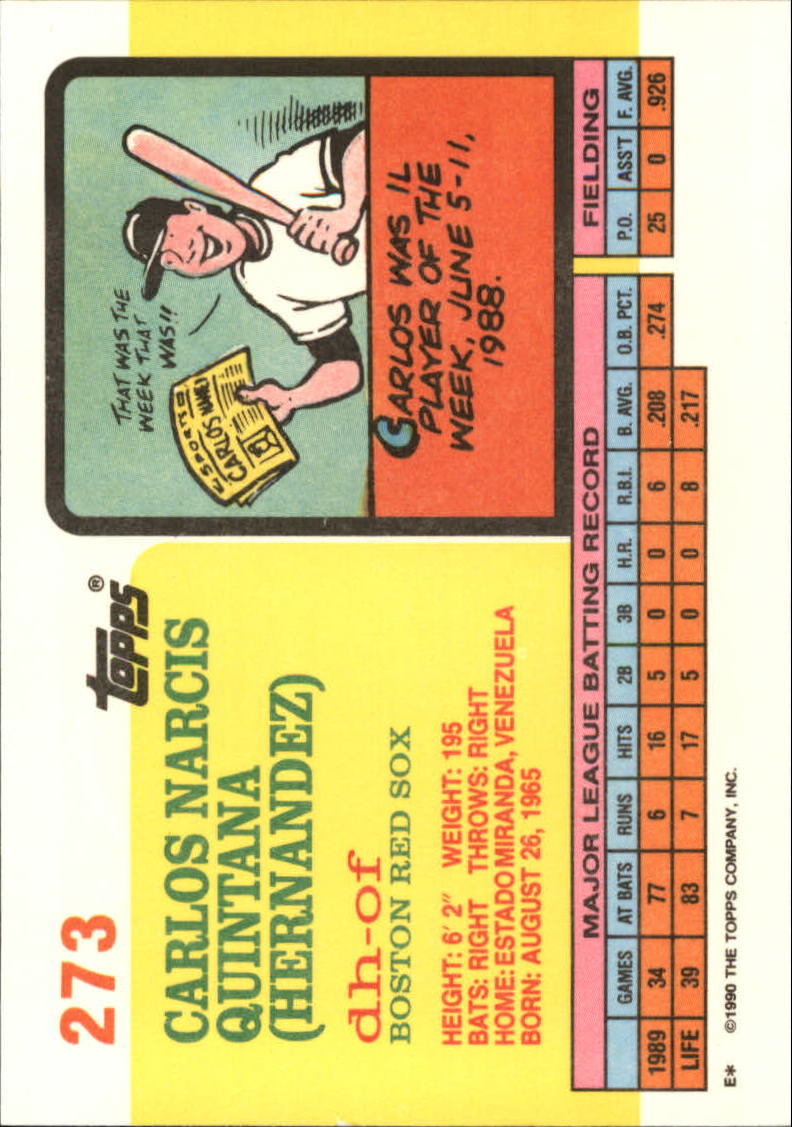 273
Topps®
CARLOS NARCIS
QUINTANA
(HERNANDEZ)
dh-of
BOSTON RED SOX
HEIGHT: 6' 2" WEIGHT: 195
BATS: RIGHT THROWS: RIGHT
HOME: ESTADO MIRANDA, VENEZUELA
BORN: AUGUST 26, 1965
THAT WAS THE
WEEK THAT
WAS!!
SPORTS
CARLOS NAMED
CARLOS WAS IL
PLAYER OF THE
WEEK, JUNE 5-11,
1988.
MAJOR LEAGUE BATTING RECORD FIELDING
GAMES AT BATS RUNS HITS 2B 3B H.R. R.B.I. B. AVG. O.B. PCT. P.O. ASS'T F. AVG.
1989 34 77 6 16 5 0 0 6 .208 .274 25 0 .926
LIFE 39 83 7 17 5 0 0 8 .217
E* ©1990 THE TOPPS COMPANY, INC.